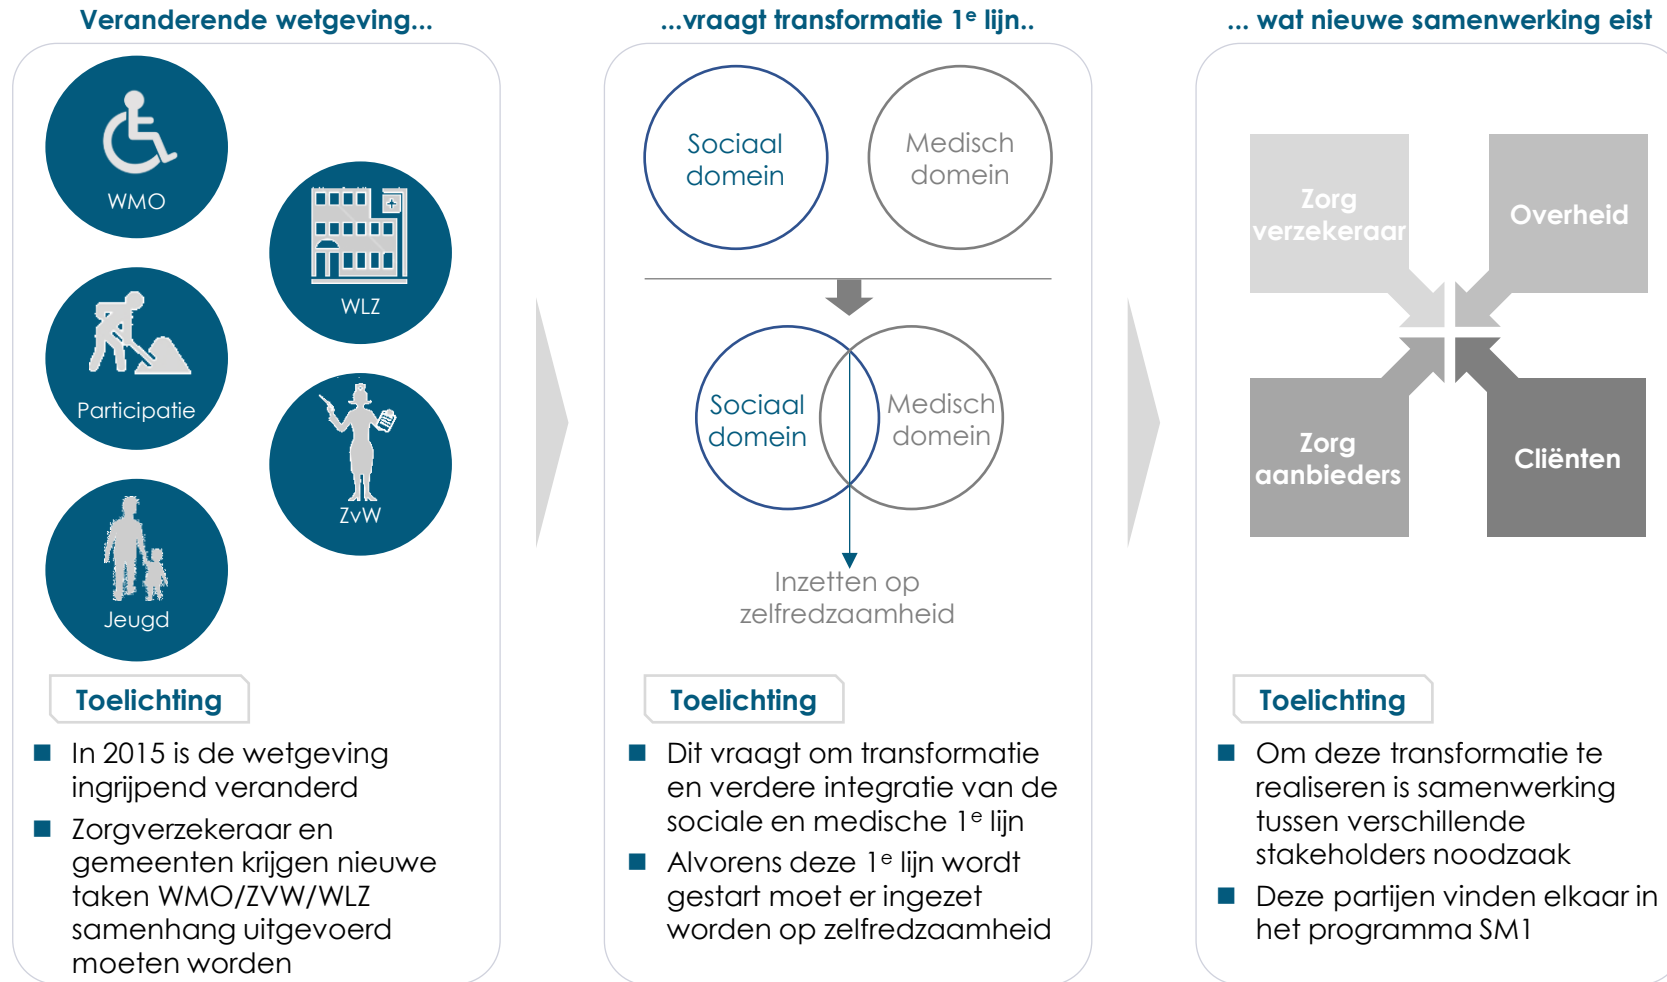 Veranderende wetgeving...
WMO
WLZ
Participatie
ZvW
Jeugd
Toelichting
In 2015 is de wetgeving
ingrijpend veranderd
Zorgverzekeraar en
gemeenten krijgen nieuwe
taken WMO/ZVW/WLZ
samenhang uitgevoerd
moeten worden
...vraagt transformatie 1e lijn..
Sociaal
domein
Medisch
domein
Sociaal
domein
Medisch
domein
Inzetten op
zelfredzaamheid
Toelichting
Dit vraagt om transformatie
en verdere integratie van de
sociale en medische 1e lijn
Alvorens deze 1e lijn wordt
gestart moet er ingezet
worden op zelfredzaamheid
... wat nieuwe samenwerking eist
Zorg
verzekeraar
Overheid
Zorg
aanbieders
Cliënten
Toelichting
Om deze transformatie te
realiseren is samenwerking
tussen verschillende
stakeholders noodzaak
Deze partijen vinden elkaar in
het programma SM1